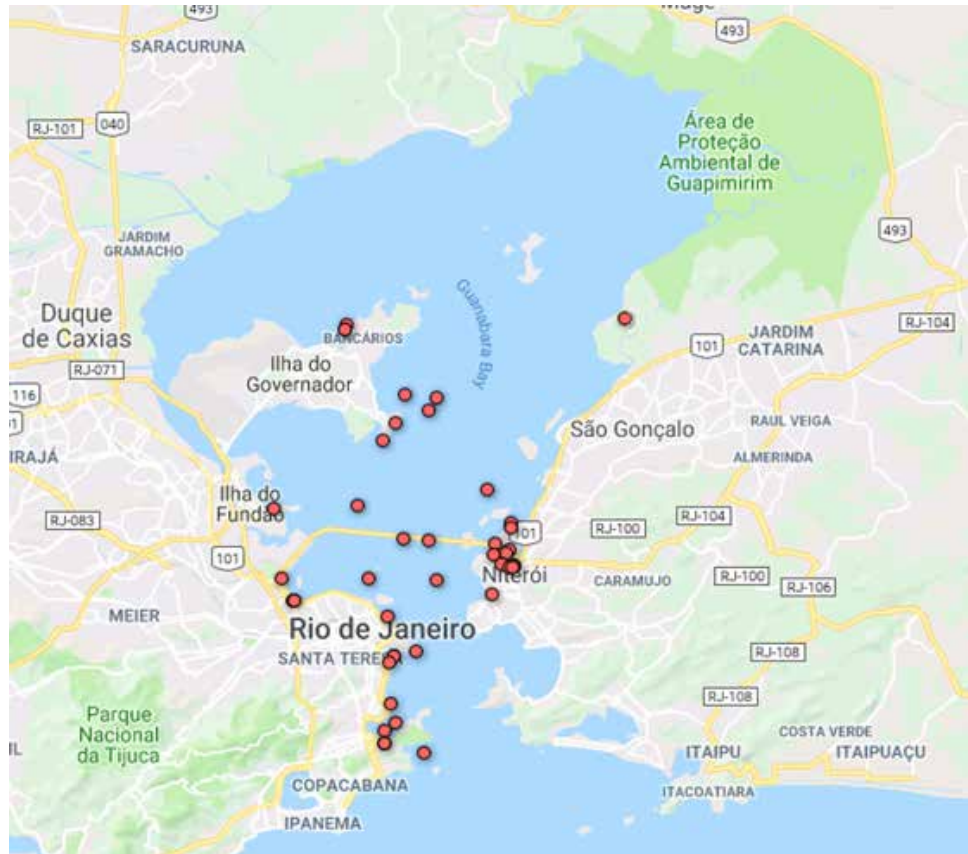 493
Magé
493
SARACURUNA
RJ-101
040
Área de
Proteção
Ambiental de
Guapimirim
493
JARDIM
GRAMACHO
Guanabara Bay
Duque
de Caxias
BANCÁRIOS
RJ-104
101
JARDIM
CATARINA
Ilha do
Governador
RJ-071
116
RAUL VEIGA
São Gonçalo
IRAJÁ
ALMERINDA
Ilha do
Fundão
RJ-083
RJ-104
RJ-100
101
101
Niterói
CARAMUJO
RJ-100
RJ-106
MEIER
Rio de Janeiro
SANTA TERESA
RJ-108
RJ-108
Parque
Nacional
da Tijuca
COSTA VERDE
ITAIPU
ITAIPUAÇU
COPACABANA
ITACOATIARA
IPANEMA